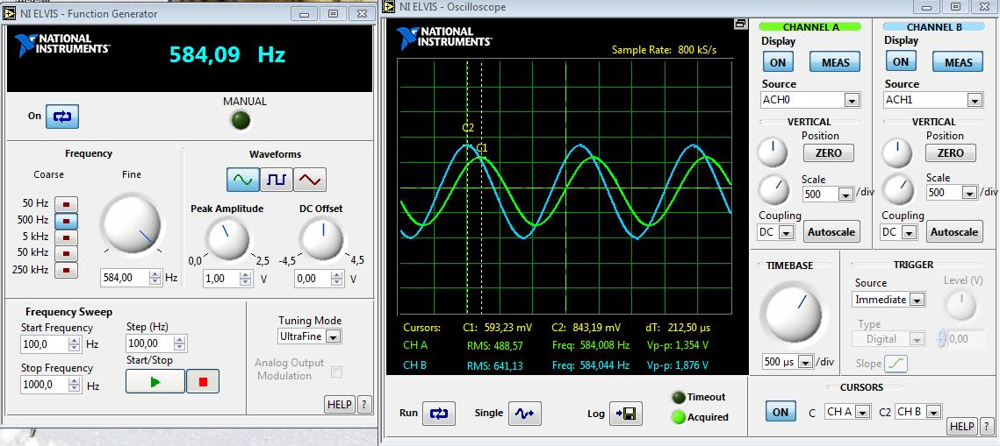 NI ELVIS - Function Generator
NATIONAL
INSTRUMENTS™
584,09 Hz
MANUAL
On
Frequency
Waveforms
Coarse
Fine
50 Hz
500 Hz
5 kHz
50 kHz
250 kHz
584,00 Hz
Peak Amplitude
DC Offset
0,0 2,5
-4,5 4,5
1,00 V
0,00 V
Frequency Sweep
Start Frequency
Step (Hz)
100,0 Hz
100,00
Stop Frequency
Start/Stop
1000,0 Hz
Tuning Mode
UltraFine
Analog Output
Modulation
HELP ?
NI ELVIS - Oscilloscope
NATIONAL
INSTRUMENTS™
Sample Rate: 800 kS/s
C2
C1
Cursors: C1: 593,23 mV C2: 843,19 mV dT: 212,50 µs
CH A RMS: 488,57 Freq: 584,008 Hz Vp-p: 1,354 V
CH B RMS: 641,13 Freq: 584,044 Hz Vp-p: 1,876 V
Run
Single
Log
Timeout
Acquired
CHANNEL A
Display
ON MEAS
Source
ACH0
VERTICAL
Position
ZERO
Scale
500 /div
Coupling
DC Autoscale
CHANNEL B
Display
ON MEAS
Source
ACH1
VERTICAL
Position
ZERO
Scale
500 /div
Coupling
DC Autoscale
TIMEBASE
500 µs /div
TRIGGER
Source
Immediate
Level (V)
Type
Digital
0,00
Slope
CURSORS
ON C CH A C2 CH B
HELP ?